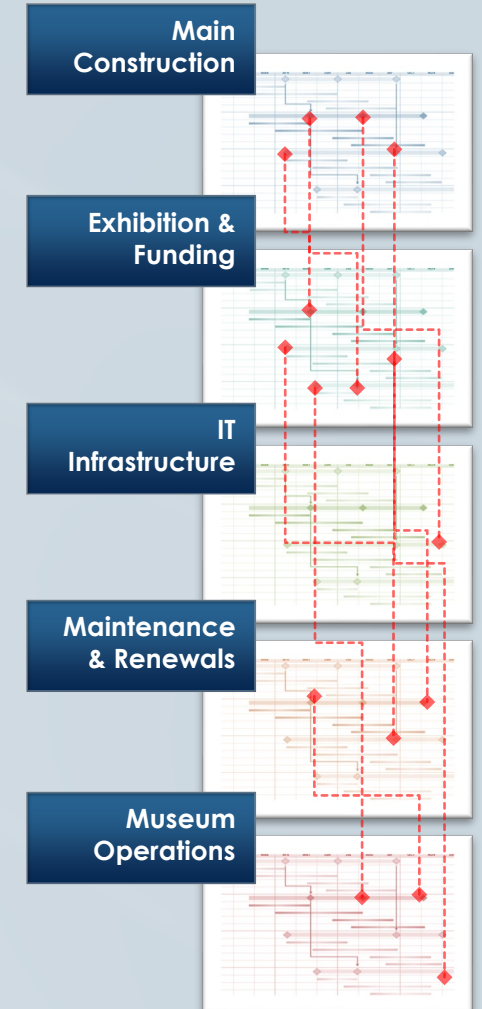 Main
Construction
Exhibition &
Funding
IT
Infrastructure
Maintenance
& Renewals
Museum
Operations